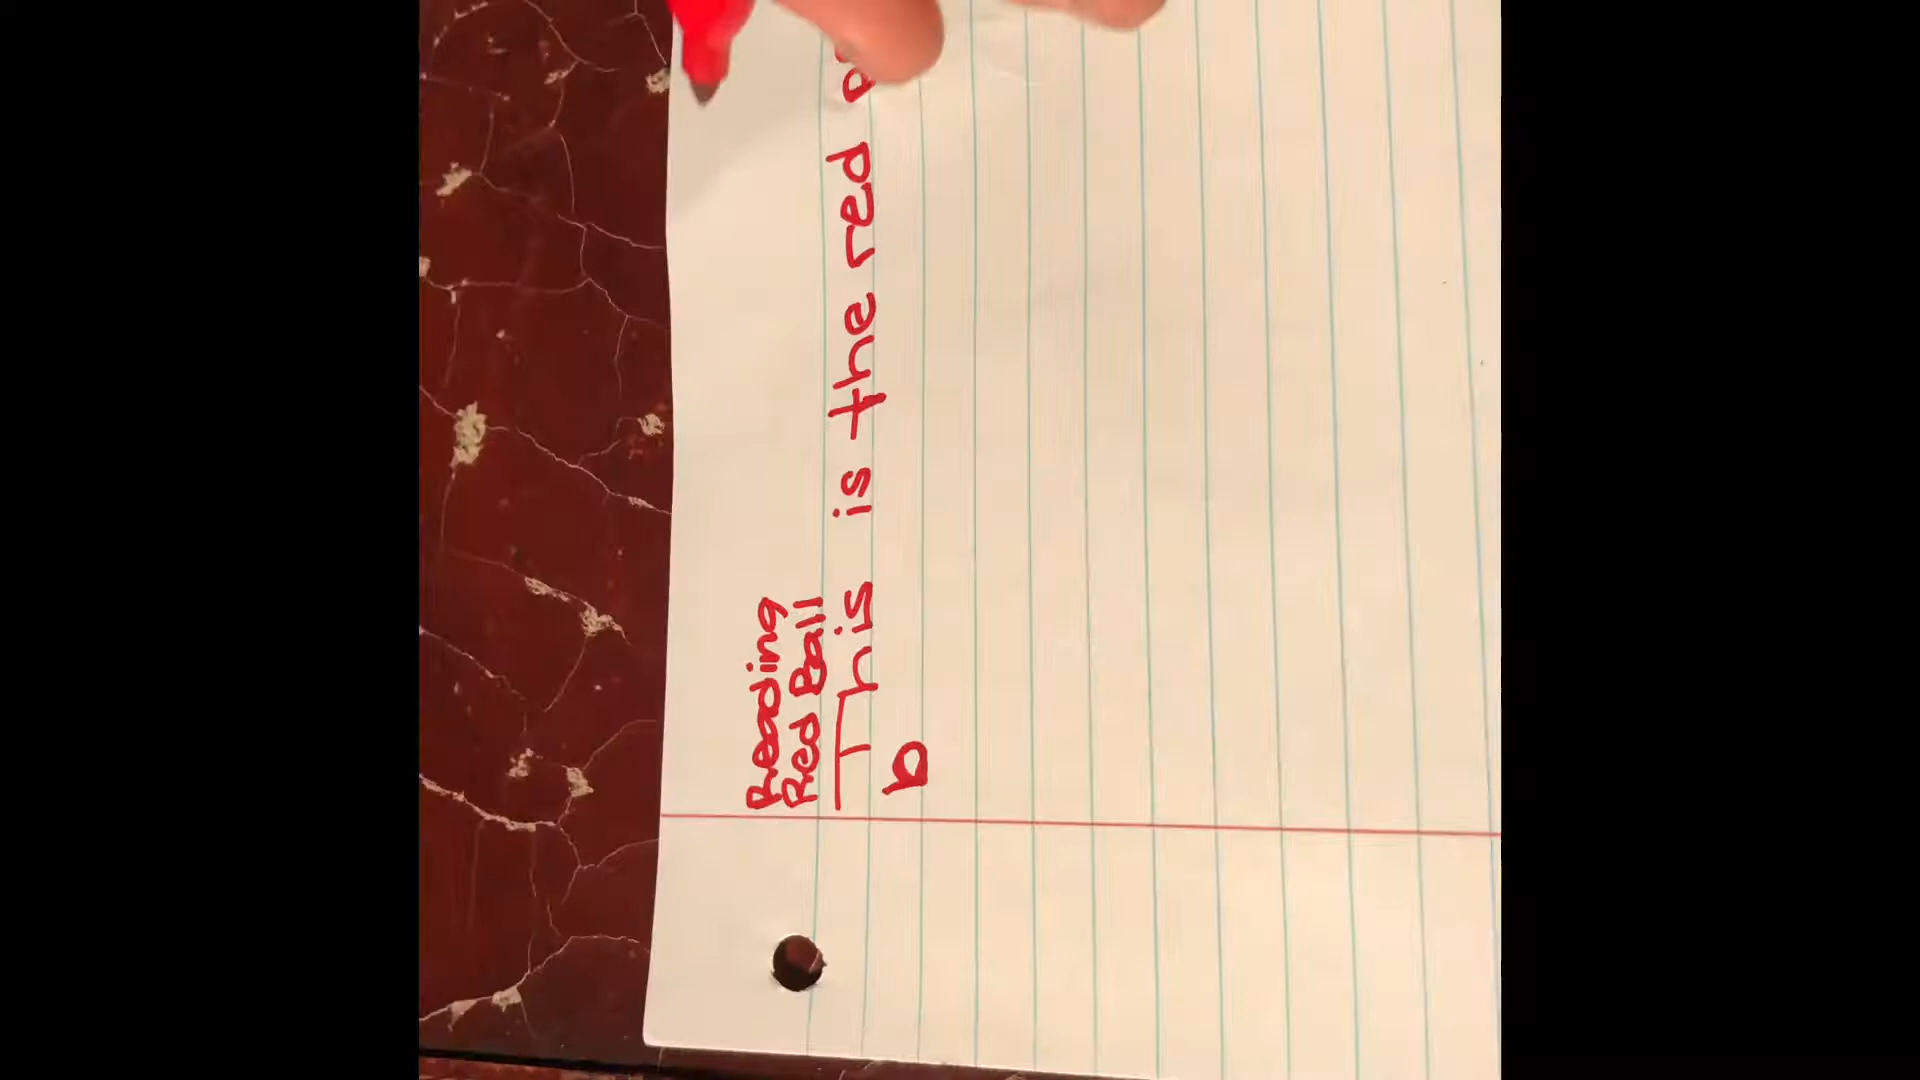 Reading
Red Ball
This is the red
b